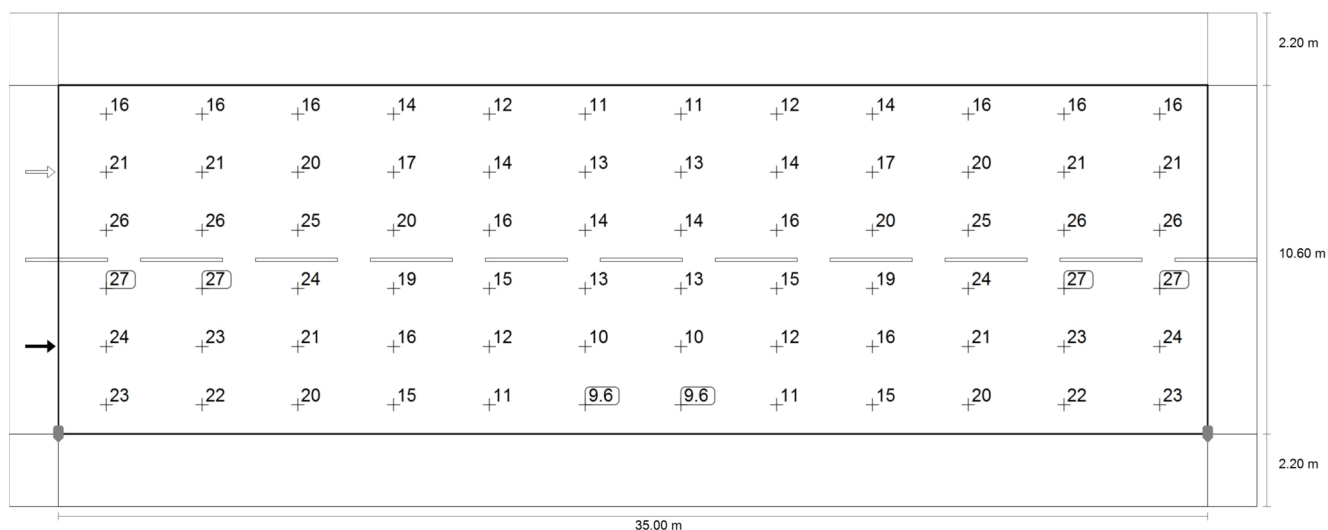 2.20 m
16 16 16 14 12 11 11 12 14 16 16 16
21 21 20 17 14 13 13 14 17 20 21 21
26 26 25 20 16 14 14 16 20 25 26 26
10.60 m
27 27 24 19 15 13 13 15 19 24 27 27
24 23 21 16 12 10 10 12 16 21 23 24
23 22 20 15 11 9.6 9.6 11 15 20 22 23
2.20 m
35.00 m